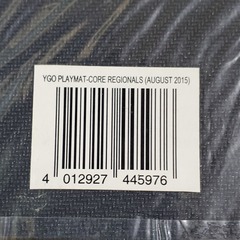 YGO PLAYMAT-CORE REGIONALS (AUGUST 2015)
4 012927 445976